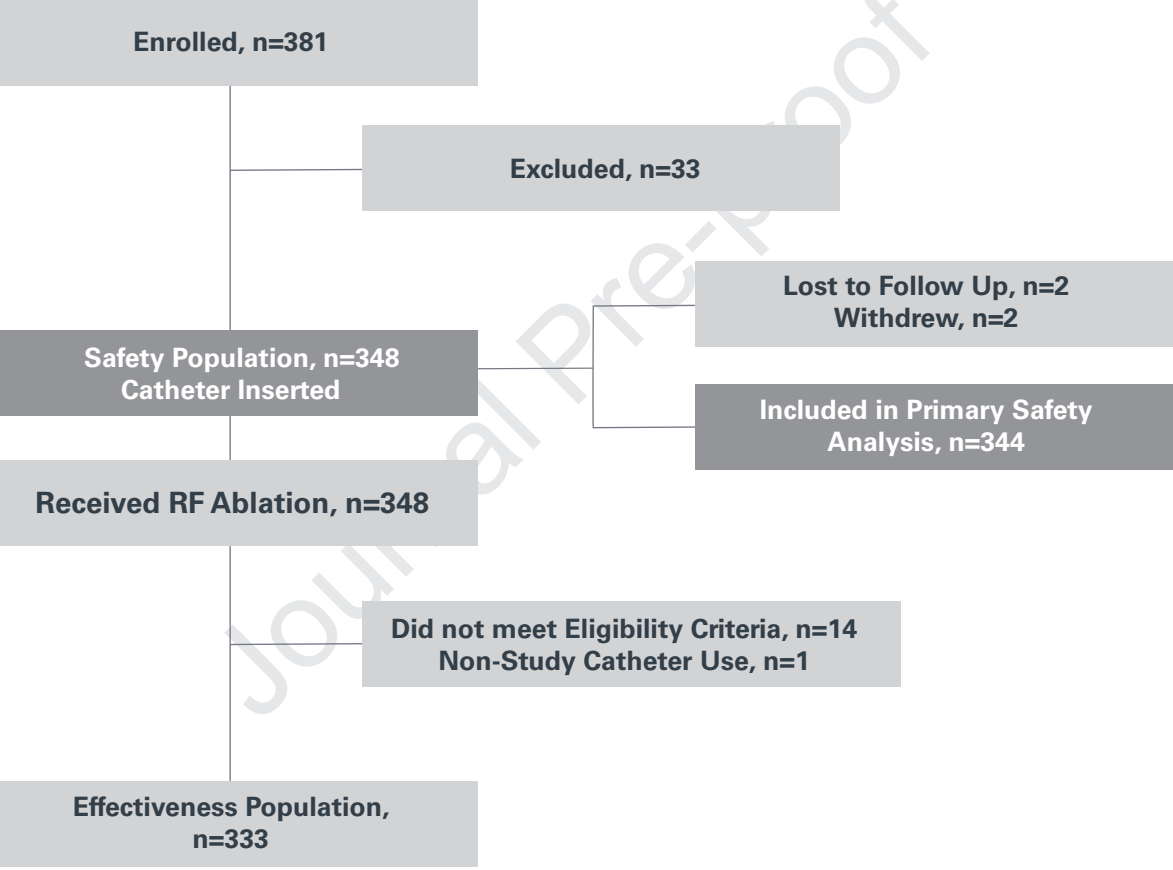 Enrolled, n=381
Excluded, n=33
Lost to Follow Up, n=2
Withdrew, n=2
Safety Population, n=348
Catheter Inserted
Included in Primary Safety
Analysis, n=344
Received RF Ablation, n=348
Did not meet Eligibility Criteria, n=14
Non-Study Catheter Use, n=1
Effectiveness Population,
n=333
Journal Pre-proof